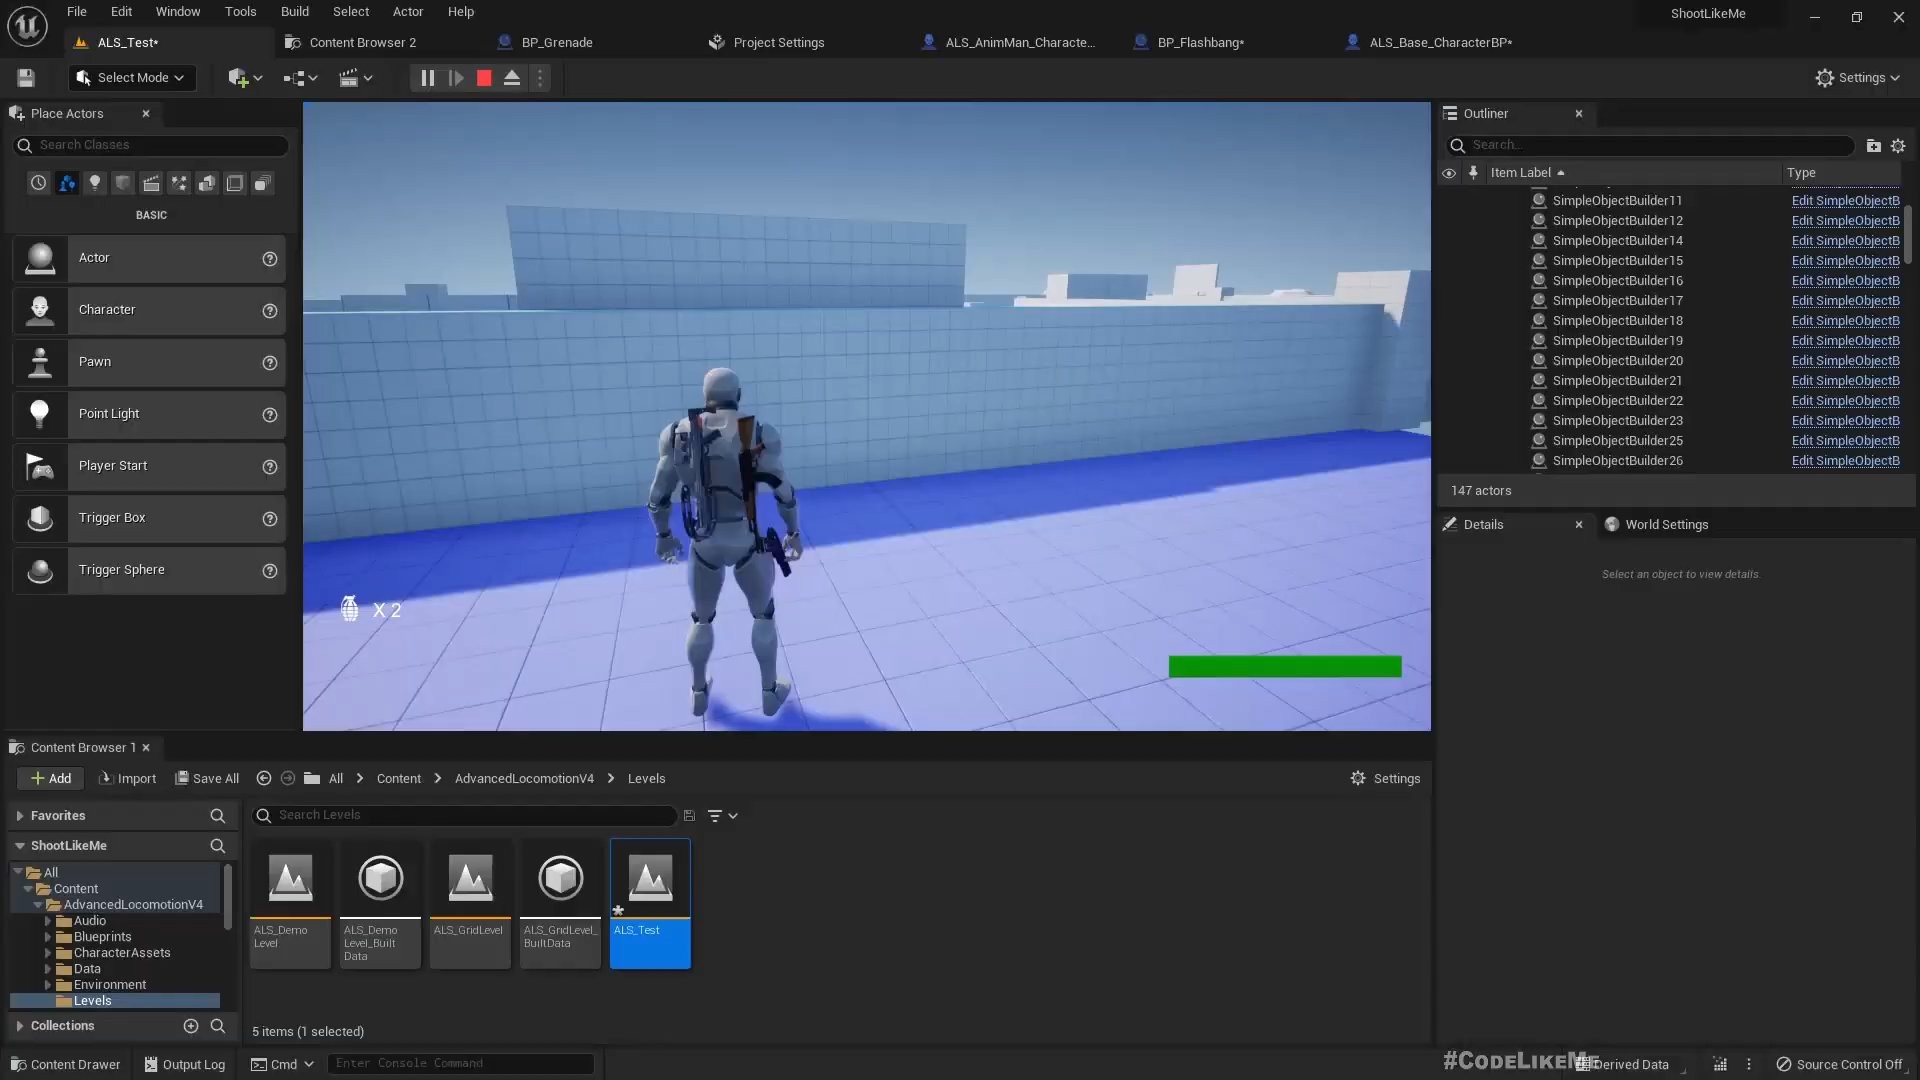 File Edit Window Tools Build Select Actor Help
ShootLikeMe
ALS_Test*
Content Browser 2
BP_Grenade
Project Settings
ALS_AnimMan_Characte...
BP_Flashbang*
ALS_Base_CharacterBP*
Select Mode
Settings
Place Actors
Search Classes
BASIC
Actor
Character
Pawn
Point Light
Player Start
Trigger Box
Trigger Sphere
X 2
Outliner
Search...
Item Label
Type
SimpleObjectBuilder11 Edit SimpleObjectB
SimpleObjectBuilder12 Edit SimpleObjectB
SimpleObjectBuilder14 Edit SimpleObjectB
SimpleObjectBuilder15 Edit SimpleObjectB
SimpleObjectBuilder16 Edit SimpleObjectB
SimpleObjectBuilder17 Edit SimpleObjectB
SimpleObjectBuilder18 Edit SimpleObjectB
SimpleObjectBuilder19 Edit SimpleObjectB
SimpleObjectBuilder20 Edit SimpleObjectB
SimpleObjectBuilder21 Edit SimpleObjectB
SimpleObjectBuilder22 Edit SimpleObjectB
SimpleObjectBuilder23 Edit SimpleObjectB
SimpleObjectBuilder25 Edit SimpleObjectB
SimpleObjectBuilder26 Edit SimpleObjectB
147 actors
Details
World Settings
Select an object to view details.
Content Browser 1
Add Import Save All All Content AdvancedLocomotionV4 Levels Settings
Favorites
ShootLikeMe
All
Content
AdvancedLocomotionV4
Audio
Blueprints
CharacterAssets
Data
Environment
Levels
Collections
Search Levels
ALS_Demo
Level
ALS_Demo
Level_Built
Data
ALS_GridLevel
ALS_GridLevel_
BuiltData
ALS_Test
5 items (1 selected)
Content Drawer Output Log Cmd Enter Console Command
#CODELIKEME
Derived Data
Source Control Off